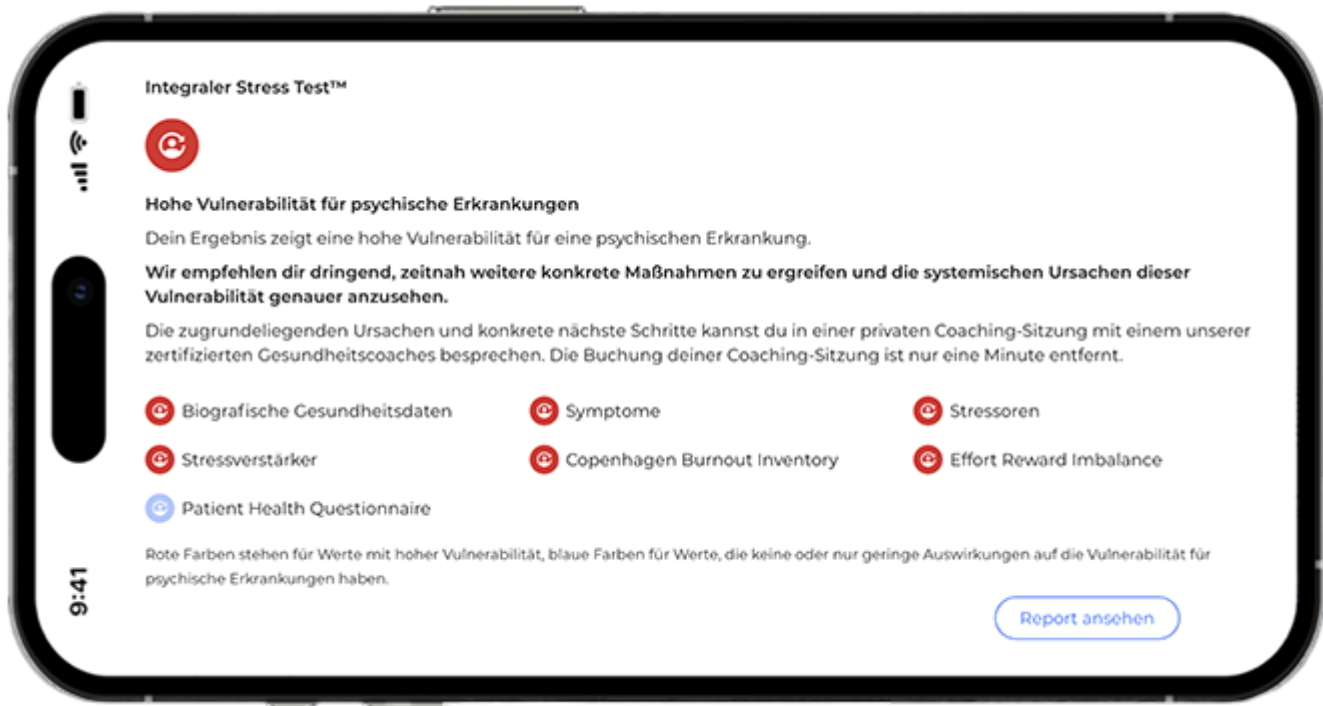 Integraler Stress Test™
Hohe Vulnerabilität für psychische Erkrankungen
Dein Ergebnis zeigt eine hohe Vulnerabilität für eine psychischen Erkrankung.
Wir empfehlen dir dringend, zeitnah weitere konkrete Maßnahmen zu ergreifen und die systemischen Ursachen dieser
Vulnerabilität genauer anzusehen.
Die zugrundeliegenden Ursachen und konkrete nächste Schritte kannst du in einer privaten Coaching-Sitzung mit einem unserer
zertifizierten Gesundheitscoaches besprechen. Die Buchung deiner Coaching-Sitzung ist nur eine Minute entfernt.
Biografische Gesundheitsdaten
Symptome
Stressoren
Stressverstärker
Copenhagen Burnout Inventory
Effort Reward Imbalance
Patient Health Questionnaire
Rote Farben stehen für Werte mit hoher Vulnerabilität, blaue Farben für Werte, die keine oder nur geringe Auswirkungen auf die Vulnerabilität für
psychische Erkrankungen haben.
Report ansehen
9:41